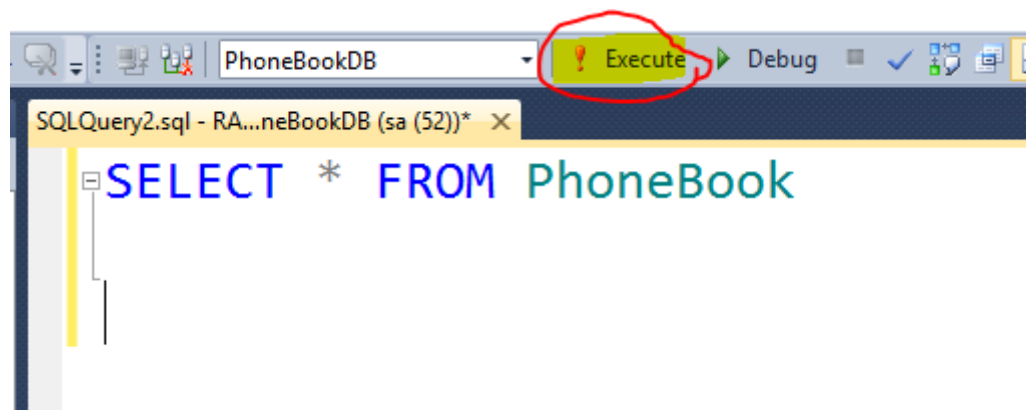 PhoneBookDB Execute Debug
SQLQuery2.sql - RA...neBookDB (sa (52))*
SELECT * FROM PhoneBook